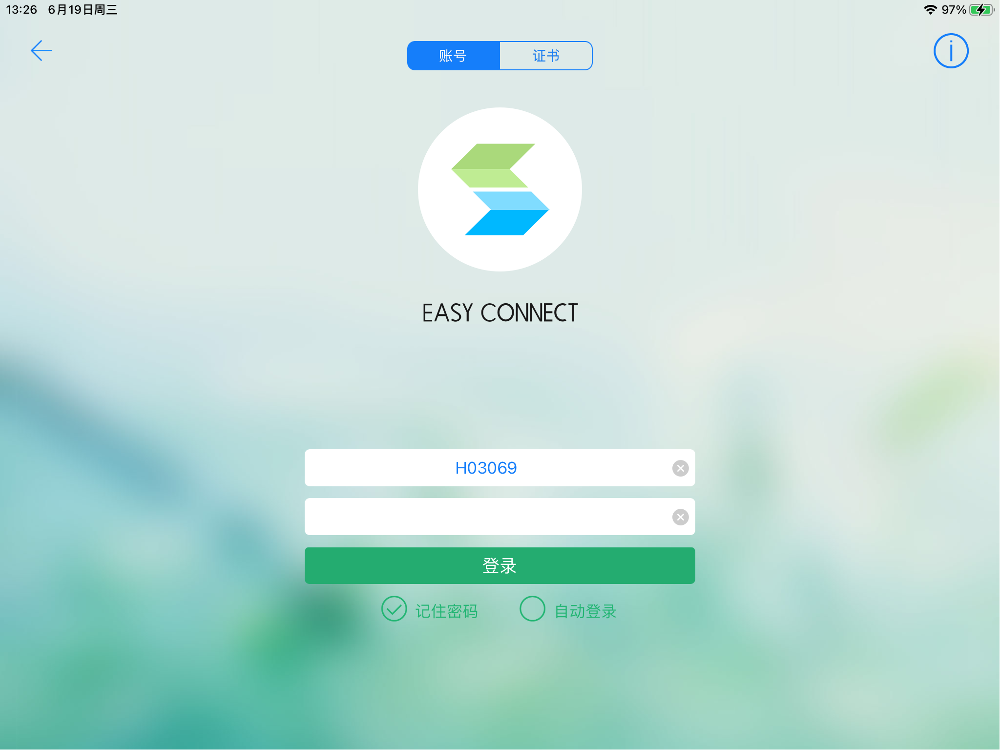 13:26 6月19日周三 97%
账号 证书
EASY CONNECT
H03069
登录
记住密码 自动登录